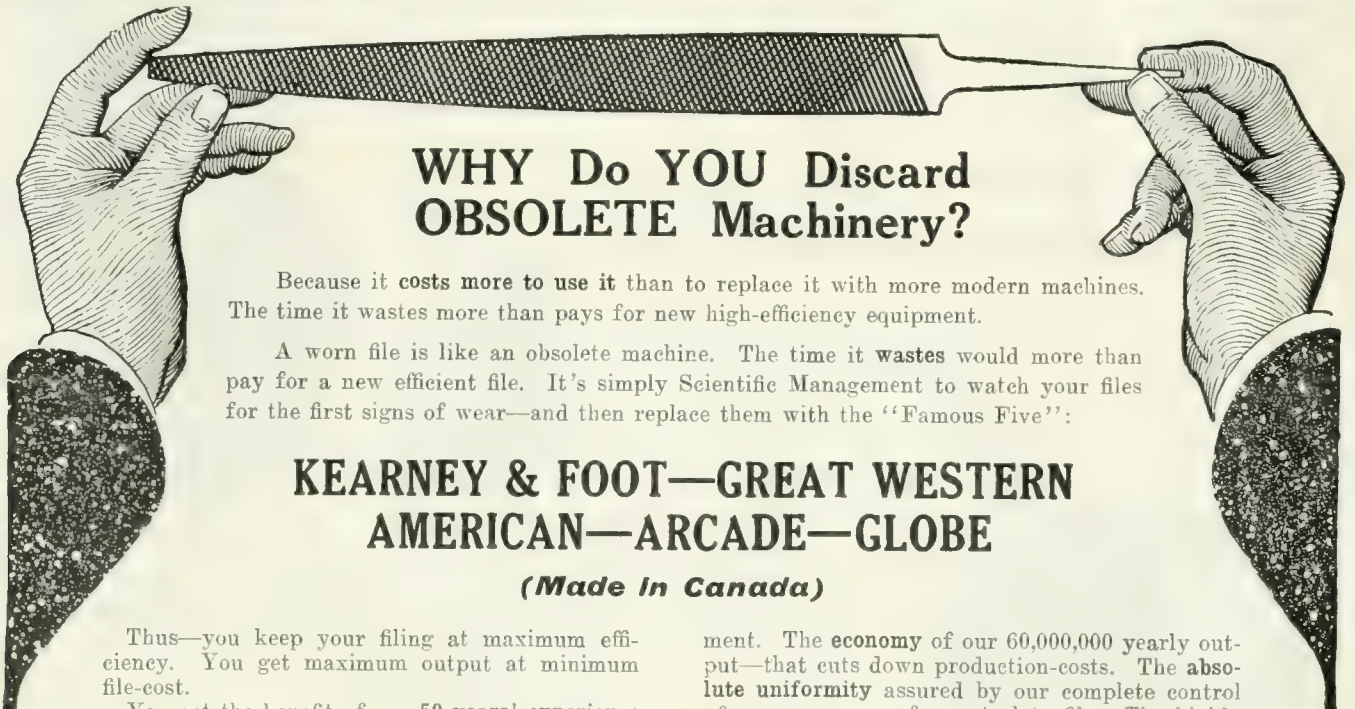 WHY Do YOU Discard
OBSOLETE Machinery?
Because it costs more to use it than to replace it with more modern machines.
The time it wastes more than pays for new high-efficiency equipment.
A worn file is like an obsolete machine. The time it wastes would more than
pay for a new efficient file. It's simply Scientific Management to watch your files
for the first signs of wear—and then replace them with the "Famous Five":
KEARNEY & FOOT—GREAT WESTERN
AMERICAN—ARCADE—GLOBE
(Made in Canada)
Thus—you keep your filing at maximum effi-
ciency. You get maximum output at minimum
file-cost.
ment. The economy of our 60,000,000 yearly out-
put—that cuts down production-costs. The abso-
lute uniformity assured by our complete control